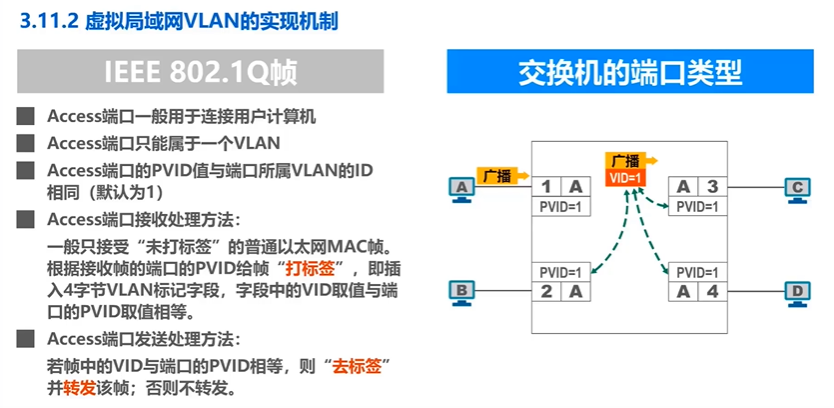 3.11.2 虚拟局域网VLAN的实现机制
IEEE 802.1Q帧
交换机的端口类型
Access端口一般用于连接用户计算机
Access端口只能属于一个VLAN
Access端口的PVID值与端口所属VLAN的ID
相同（默认为1）
Access端口接收处理方法：
一般只接受“未打标签”的普通以太网MAC帧。
根据接收帧的端口的PVID给帧“打标签”，即插
入4字节VLAN标记字段，字段中的VID取值与端
口的PVID取值相等。
Access端口发送处理方法：
若帧中的VID与端口的PVID相等，则“去标签”
并转发该帧；否则不转发。
广播
VID=1
A
广播
1 A
PVID=1
A 3
PVID=1
C
B
PVID=1
2 A
PVID=1
A 4
D